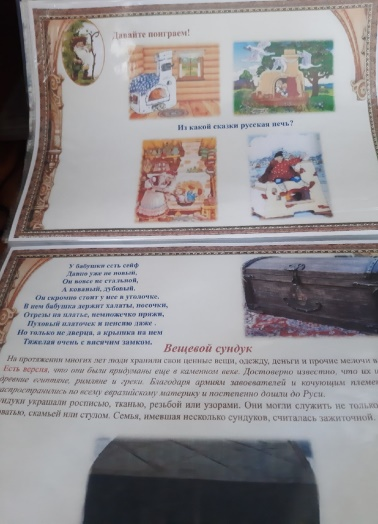 Давайте поиграем!
Из какой сказки русская печь?
У бабушки есть сейф
Давно уже не новый.
Он вовсе не стальной,
А кованый, дубовый.
Он скромно стоит у нее в уголочке.
В нем бабушка держит халаты, носочки,
Отрезы на платье, немножечко пряжи,
Пуховый платочек и пенсию даже .
Но только не дверца, а крышка на нем
Тяжелая очень с висячим замком.
Вещевой сундук
На протяжении многих лет люди хранили свои ценные вещи, одежду, деньги и прочие мелочи в
Есть версия, что они были придуманы еще в каменном веке. Достоверно известно, что их
древние египтяне, римляне и греки. Благодаря армиям завоевателей и кочующим племен
распространились по всему евразийскому материку и постепенно дошли до Руси.
ундуки украшали росписью, тканью, резьбой или узорами. Они могли служить не только
оватью, скамьей или стулом. Семья, имевшая несколько сундуков, считалась зажиточной.